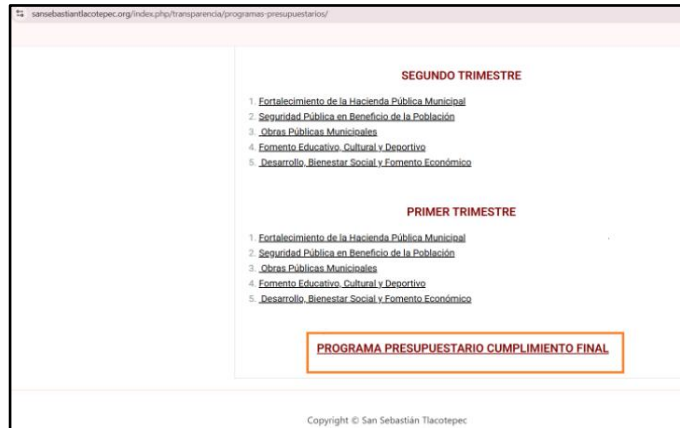 sansebastiantlacotepec.org/index.php/transparencia/programas-presupuestarios/
SEGUNDO TRIMESTRE
1. Fortalecimiento de la Hacienda Pública Municipal
2. Seguridad Pública en Beneficio de la Población
3. Obras Públicas Municipales
4. Fomento Educativo, Cultural y Deportivo
5. Desarrollo, Bienestar Social y Fomento Económico
PRIMER TRIMESTRE
1. Fortalecimiento de la Hacienda Pública Municipal
2. Seguridad Pública en Beneficio de la Población
3. Obras Públicas Municipales
4. Fomento Educativo, Cultural y Deportivo
5. Desarrollo, Bienestar Social y Fomento Económico
PROGRAMA PRESUPUESTARIO CUMPLIMIENTO FINAL
Copyright © San Sebastián Tlacotepec